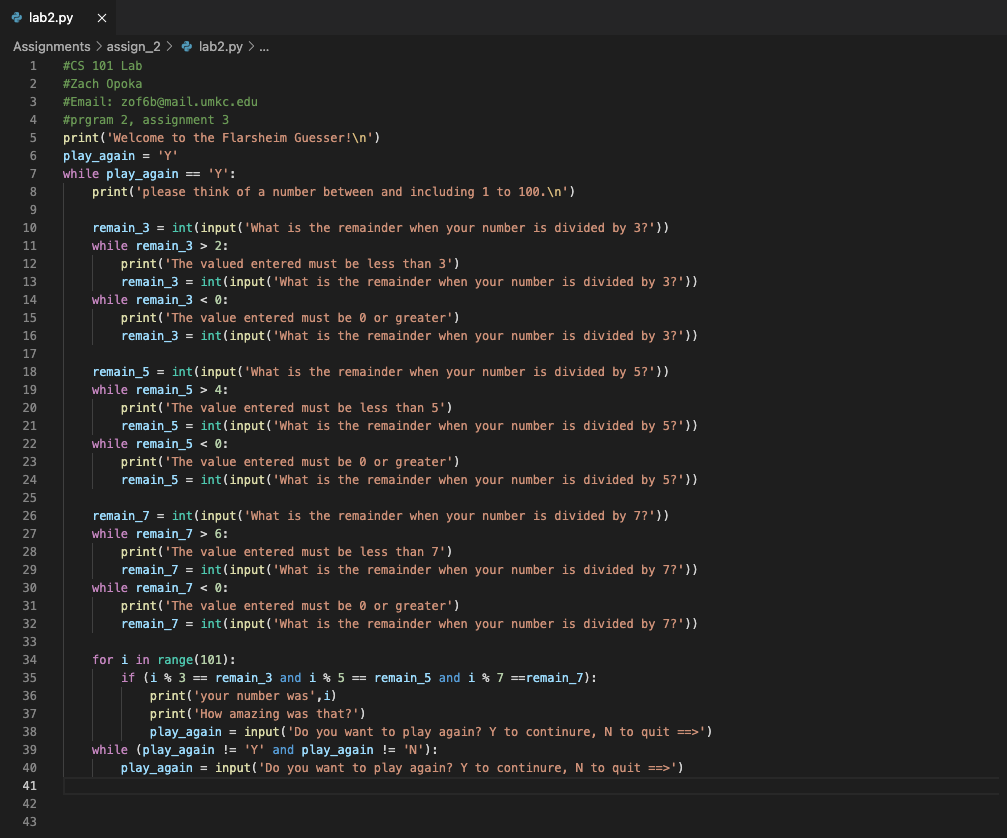 lab2.py ×
Assignments > assign_2 > lab2.py > ...
1 #CS 101 Lab
2 #Zach Opoka
3 #Email: zof6b@mail.umkc.edu
4 #prgram 2, assignment 3
5 print('Welcome to the Flarsheim Guesser!\n')
6 play_again = 'Y'
7 while play_again == 'Y':
8     print('please think of a number between and including 1 to 100.\n')
9
10     remain_3 = int(input('What is the remainder when your number is divided by 3?'))
11     while remain_3 > 2:
12         print('The valued entered must be less than 3')
13         remain_3 = int(input('What is the remainder when your number is divided by 3?'))
14     while remain_3 < 0:
15         print('The value entered must be 0 or greater')
16         remain_3 = int(input('What is the remainder when your number is divided by 3?'))
17
18     remain_5 = int(input('What is the remainder when your number is divided by 5?'))
19     while remain_5 > 4:
20         print('The value entered must be less than 5')
21         remain_5 = int(input('What is the remainder when your number is divided by 5?'))
22     while remain_5 < 0:
23         print('The value entered must be 0 or greater')
24         remain_5 = int(input('What is the remainder when your number is divided by 5?'))
25
26     remain_7 = int(input('What is the remainder when your number is divided by 7?'))
27     while remain_7 > 6:
28         print('The value entered must be less than 7')
29         remain_7 = int(input('What is the remainder when your number is divided by 7?'))
30     while remain_7 < 0:
31         print('The value entered must be 0 or greater')
32         remain_7 = int(input('What is the remainder when your number is divided by 7?'))
33
34     for i in range(101):
35         if (i % 3 == remain_3 and i % 5 == remain_5 and i % 7 ==remain_7):
36             print('your number was',i)
37             print('How amazing was that?')
38             play_again = input('Do you want to play again? Y to continure, N to quit ==>')
39     while (play_again != 'Y' and play_again != 'N'):
40         play_again = input('Do you want to play again? Y to continure, N to quit ==>')
41
42
43